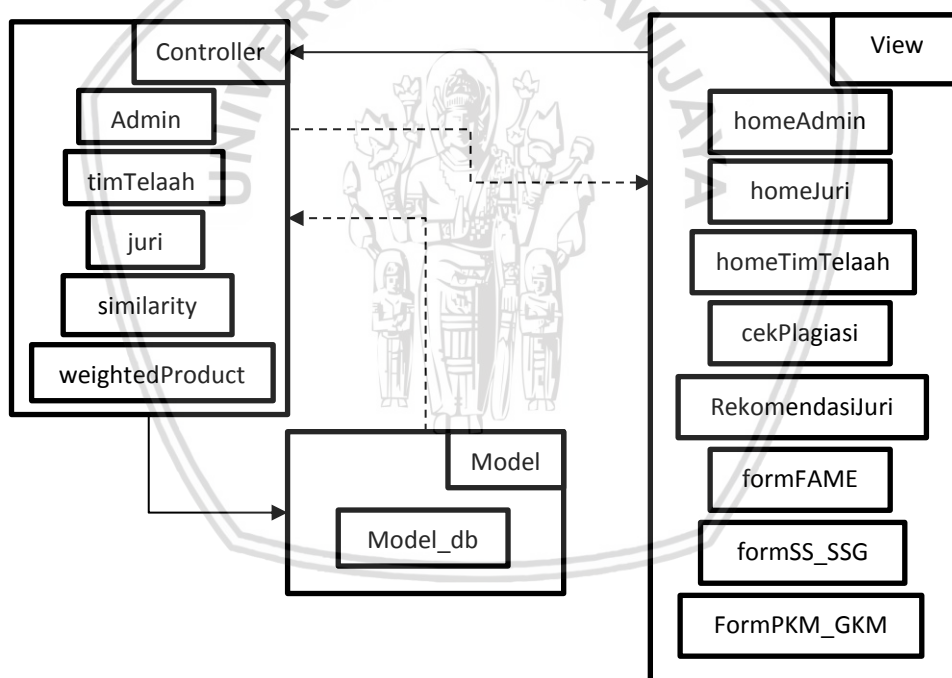 Controller
Admin
timTelaah
juri
similarity
weightedProduct
Model
Model_db
View
homeAdmin
homeJuri
homeTimTelaah
cekPlagiasi
RekomendasiJuri
formFAME
formSS_SSG
FormPKM_GKM